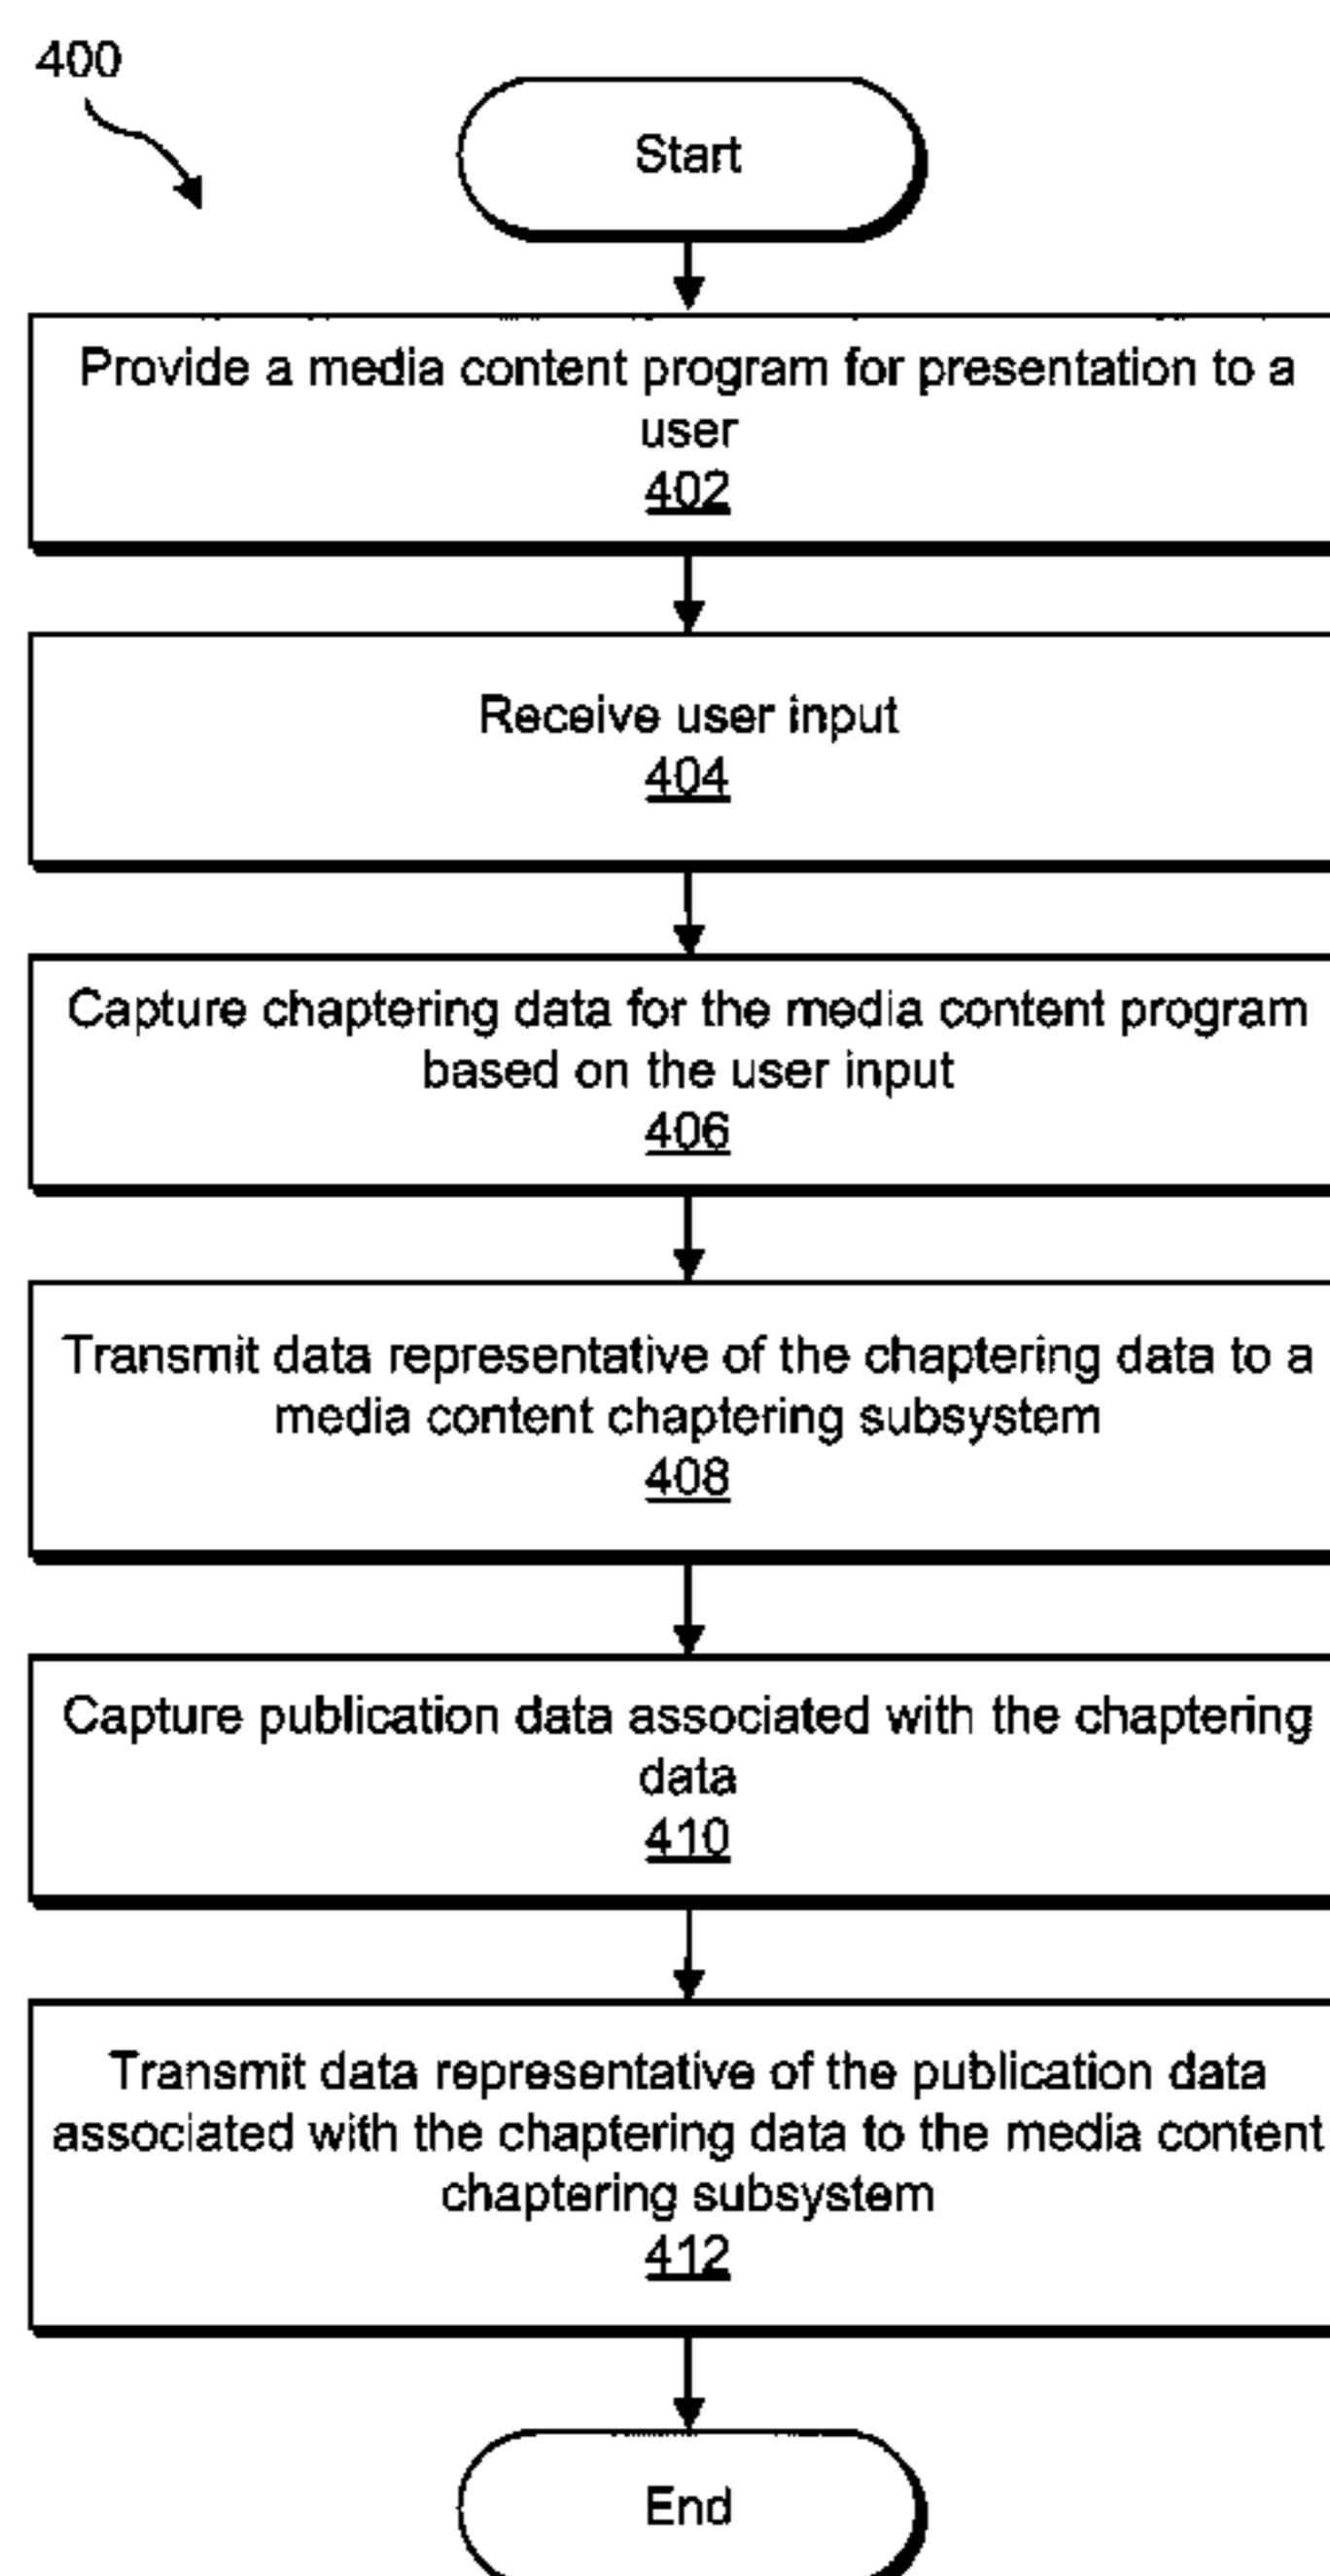 400
Start
Provide a media content program for presentation to a
user
402
Receive user input
404
Capture chaptering data for the media content program
based on the user input
406
Transmit data representative of the chaptering data to a
media content chaptering subsystem
408
Capture publication data associated with the chaptering
data
410
Transmit data representative of the publication data
associated with the chaptering data to the media content
chaptering subsystem
412
End